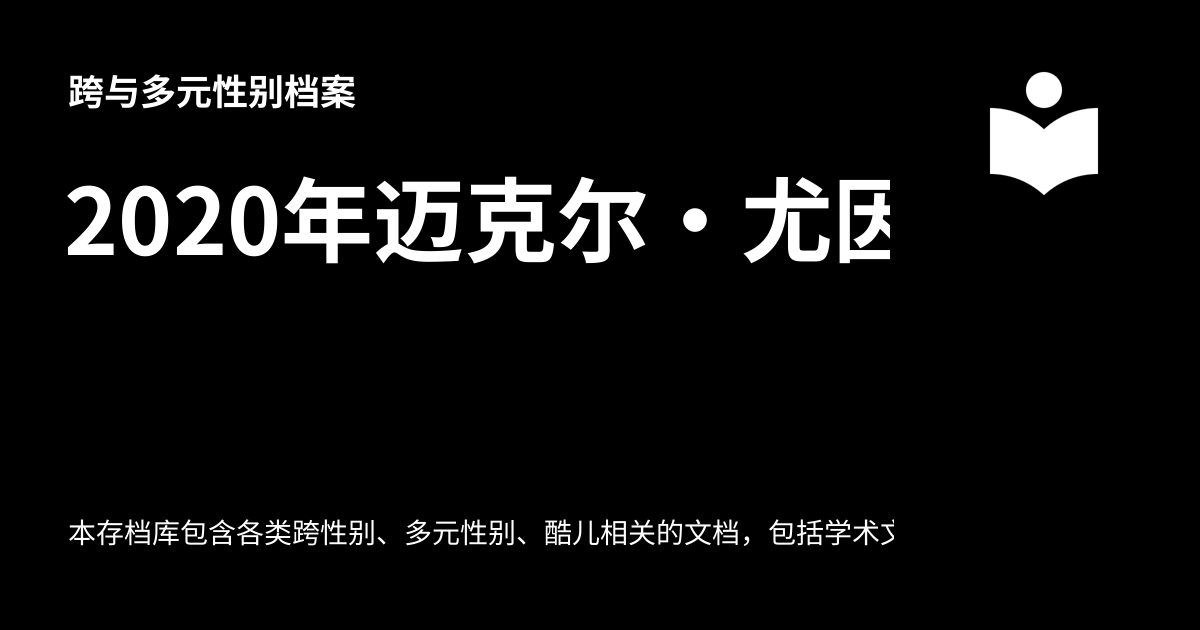 跨与多元性别档案
2020年迈克尔·尤因
本存档库包含各类跨性别、多元性别、酷儿相关的文档，包括学术文